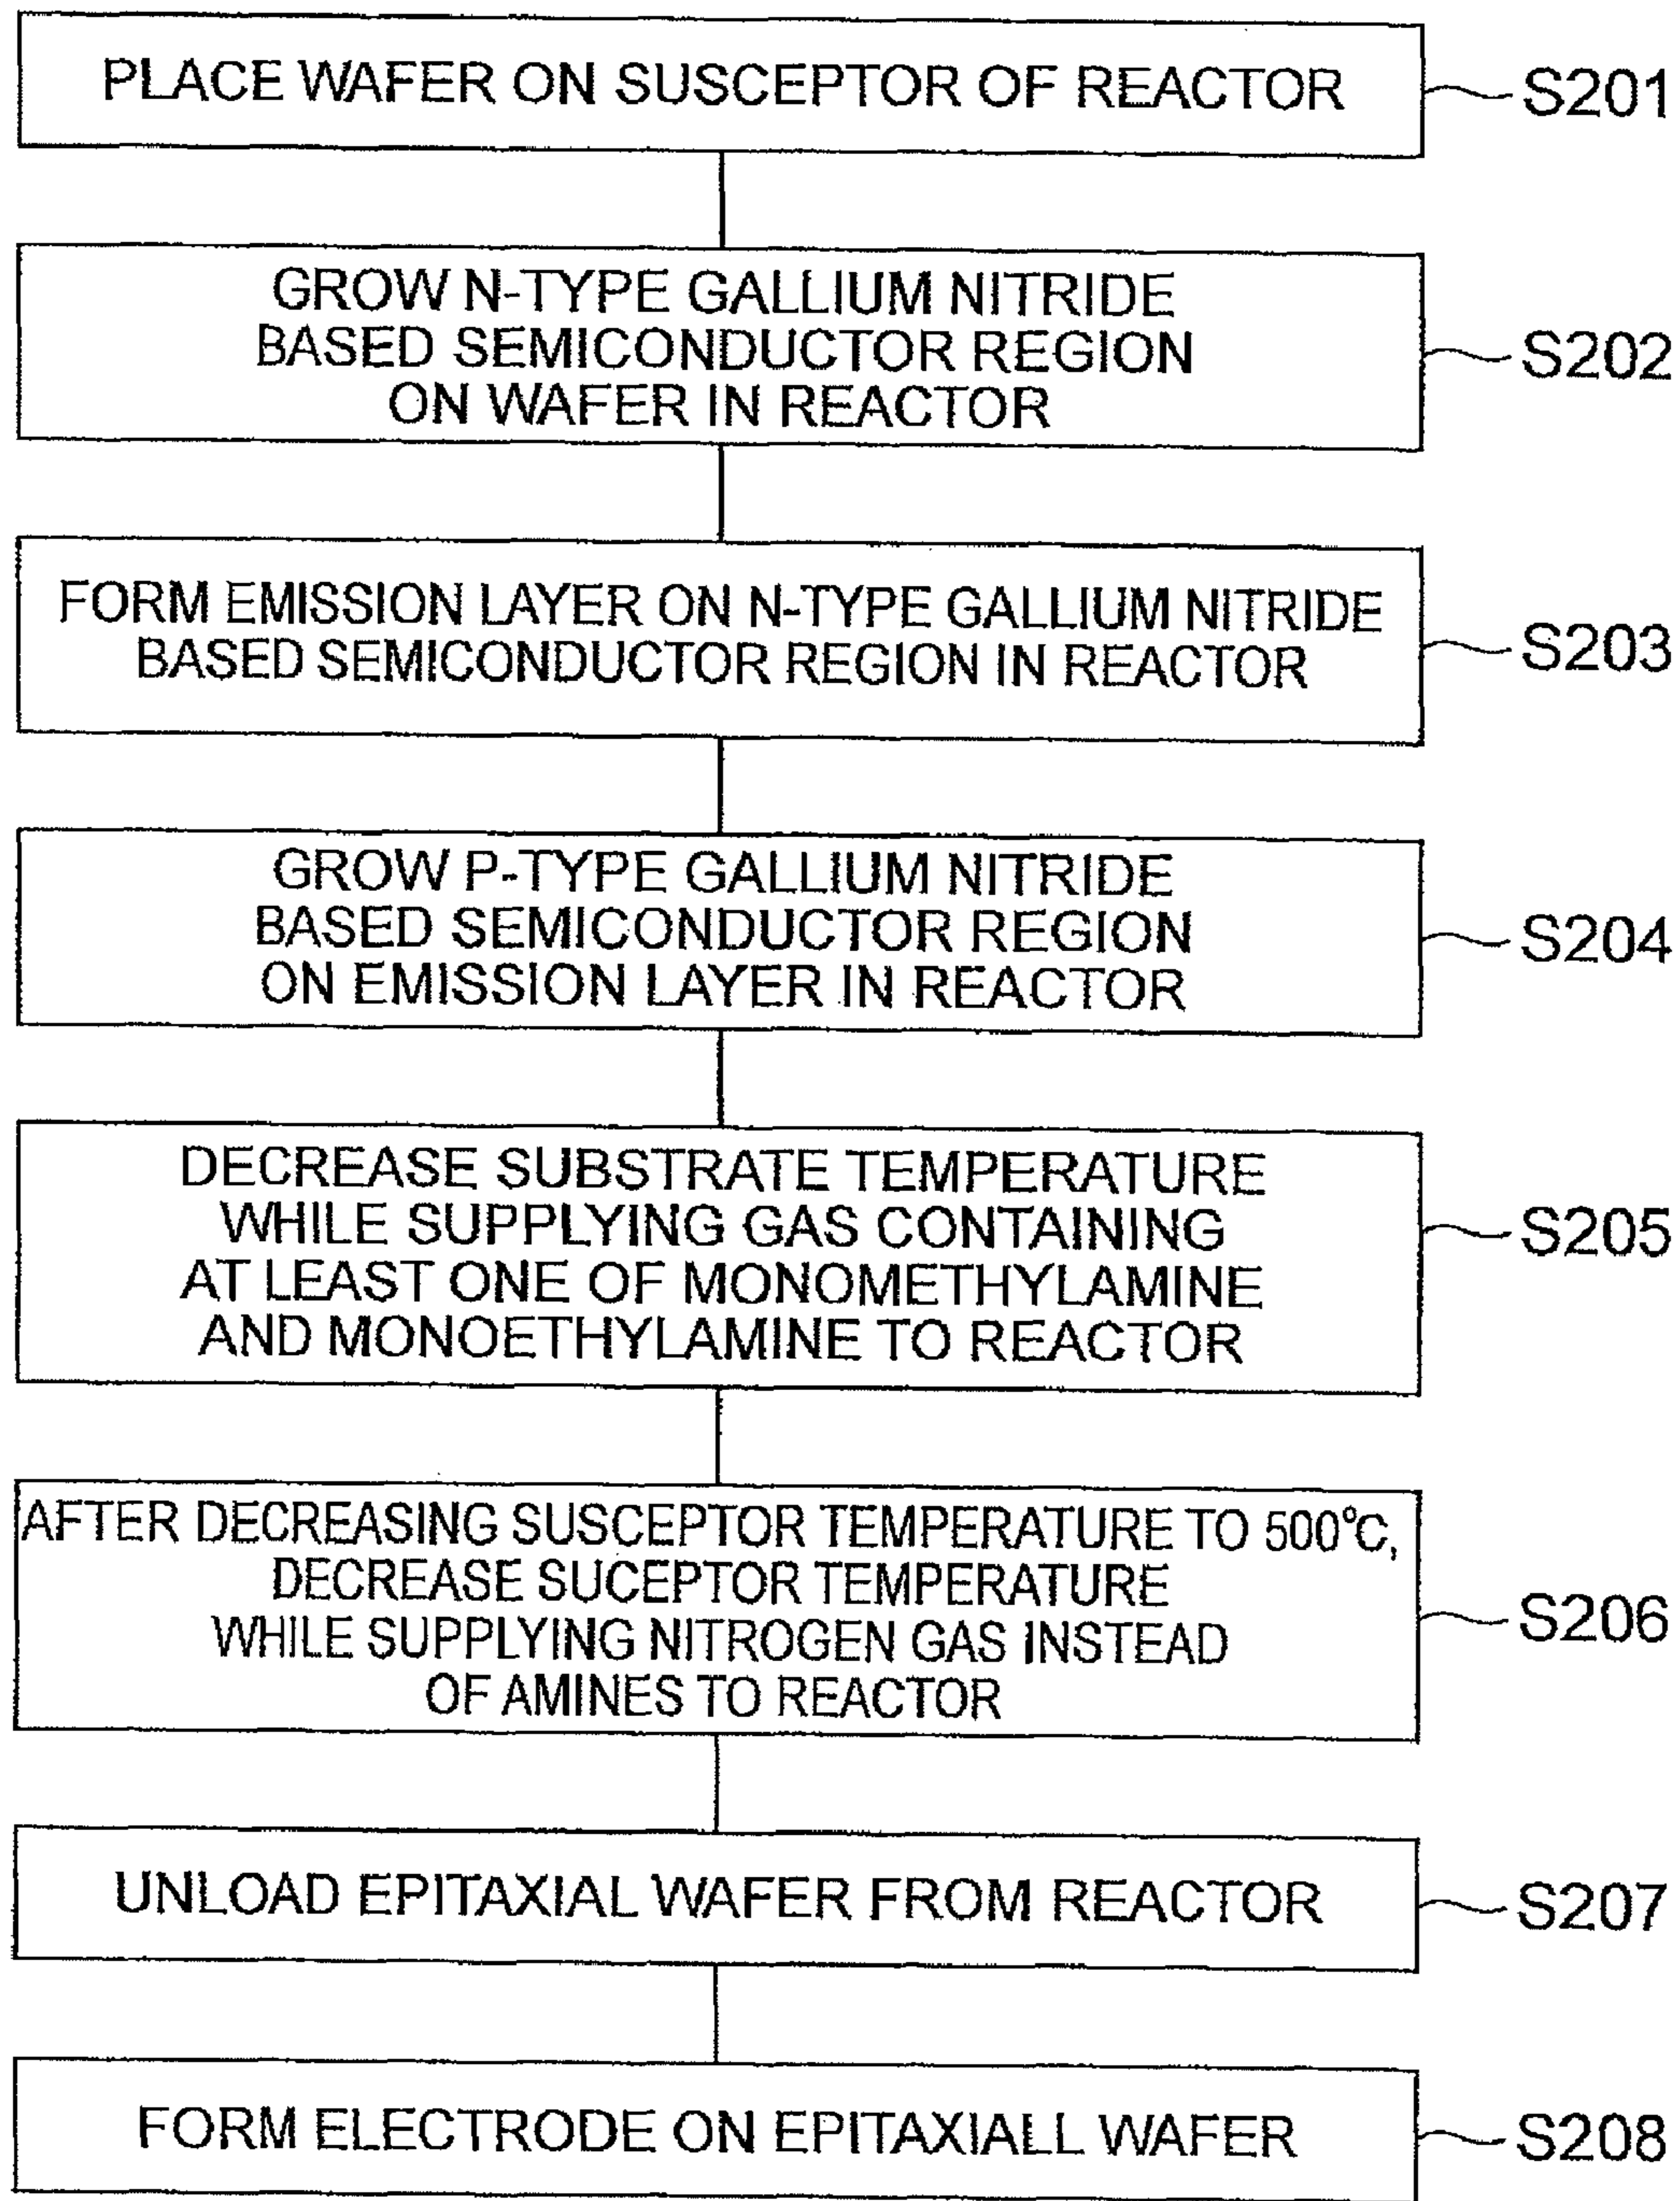 PLACE WAFER ON SUSCEPTOR OF REACTOR
S201
GROW N-TYPE GALLIUM NITRIDE
BASED SEMICONDUCTOR REGION
ON WAFER IN REACTOR
S202
FORM EMISSION LAYER ON N-TYPE GALLIUM NITRIDE
BASED SEMICONDUCTOR REGION IN REACTOR
S203
GROW P-TYPE GALLIUM NITRIDE
BASED SEMICONDUCTOR REGION
ON EMISSION LAYER IN REACTOR
S204
DECREASE SUBSTRATE TEMPERATURE
WHILE SUPPLYING GAS CONTAINING
AT LEAST ONE OF MONOMETHYLAMINE
AND MONOETHYLAMINE TO REACTOR
S205
AFTER DECREASING SUSCEPTOR TEMPERATURE TO 500°C,
DECREASE SUCEPTOR TEMPERATURE
WHILE SUPPLYING NITROGEN GAS INSTEAD
OF AMINES TO REACTOR
S206
UNLOAD EPITAXIAL WAFER FROM REACTOR
S207
FORM ELECTRODE ON EPITAXIALL WAFER
S208